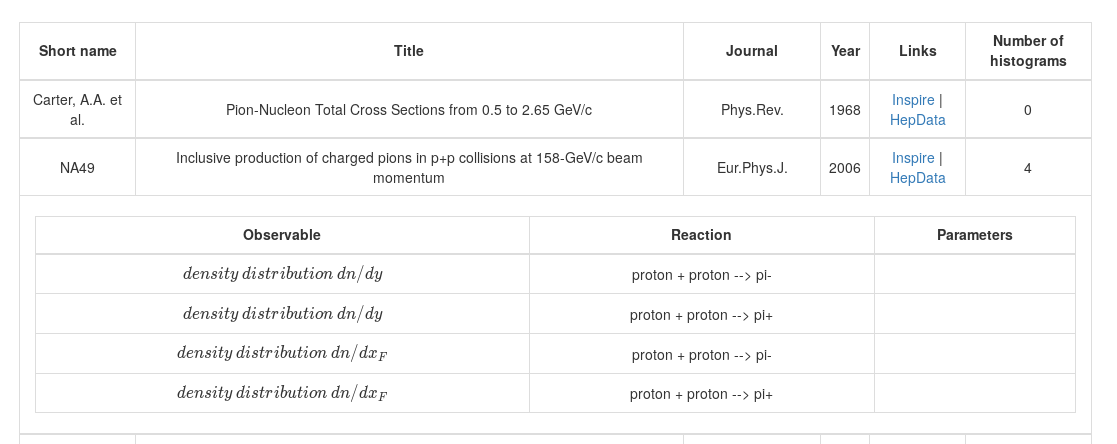 Short name Title Journal Year Links Number of
histograms
Carter, A.A. et
al. Pion-Nucleon Total Cross Sections from 0.5 to 2.65 GeV/c Phys.Rev. 1968 Inspire |
HepData 0
NA49 Inclusive production of charged pions in p+p collisions at 158-GeV/c beam
momentum Eur.Phys.J. 2006 Inspire |
HepData 4
Observable Reaction Parameters
density distribution dn/dy proton + proton --> pi-
density distribution dn/dy proton + proton --> pi+
density distribution dn/dx_F proton + proton --> pi-
density distribution dn/dx_F proton + proton --> pi+